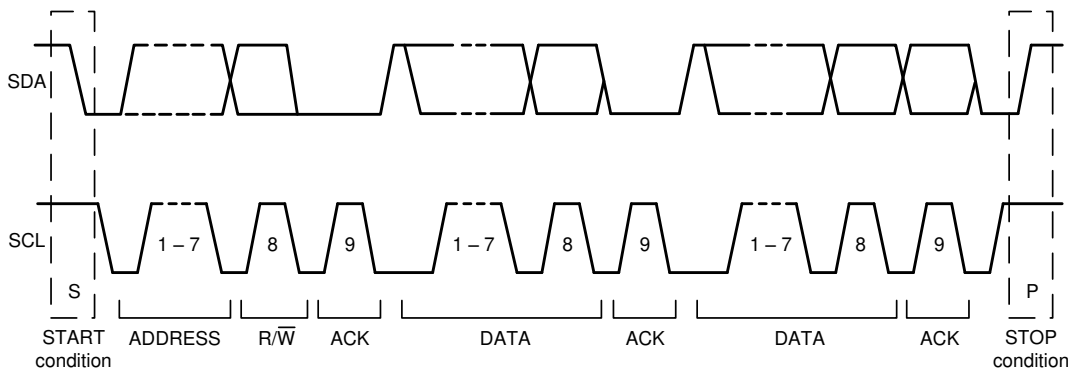 SDA
SCL
1 – 7 8 9 1 – 7 8 9 1 – 7 8 9
S P
START condition ADDRESS R/W̅ ACK DATA ACK DATA ACK STOP condition